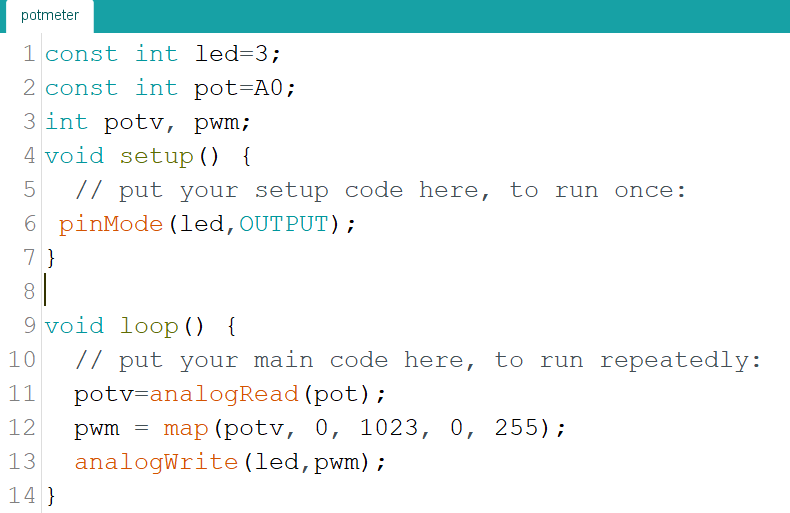 potmeter
1 const int led=3;
2 const int pot=A0;
3 int potv, pwm;
4 void setup() {
5   // put your setup code here, to run once:
6  pinMode(led,OUTPUT);
7 }
8
9 void loop() {
10   // put your main code here, to run repeatedly:
11   potv=analogRead(pot);
12   pwm = map(potv, 0, 1023, 0, 255);
13   analogWrite(led,pwm);
14 }